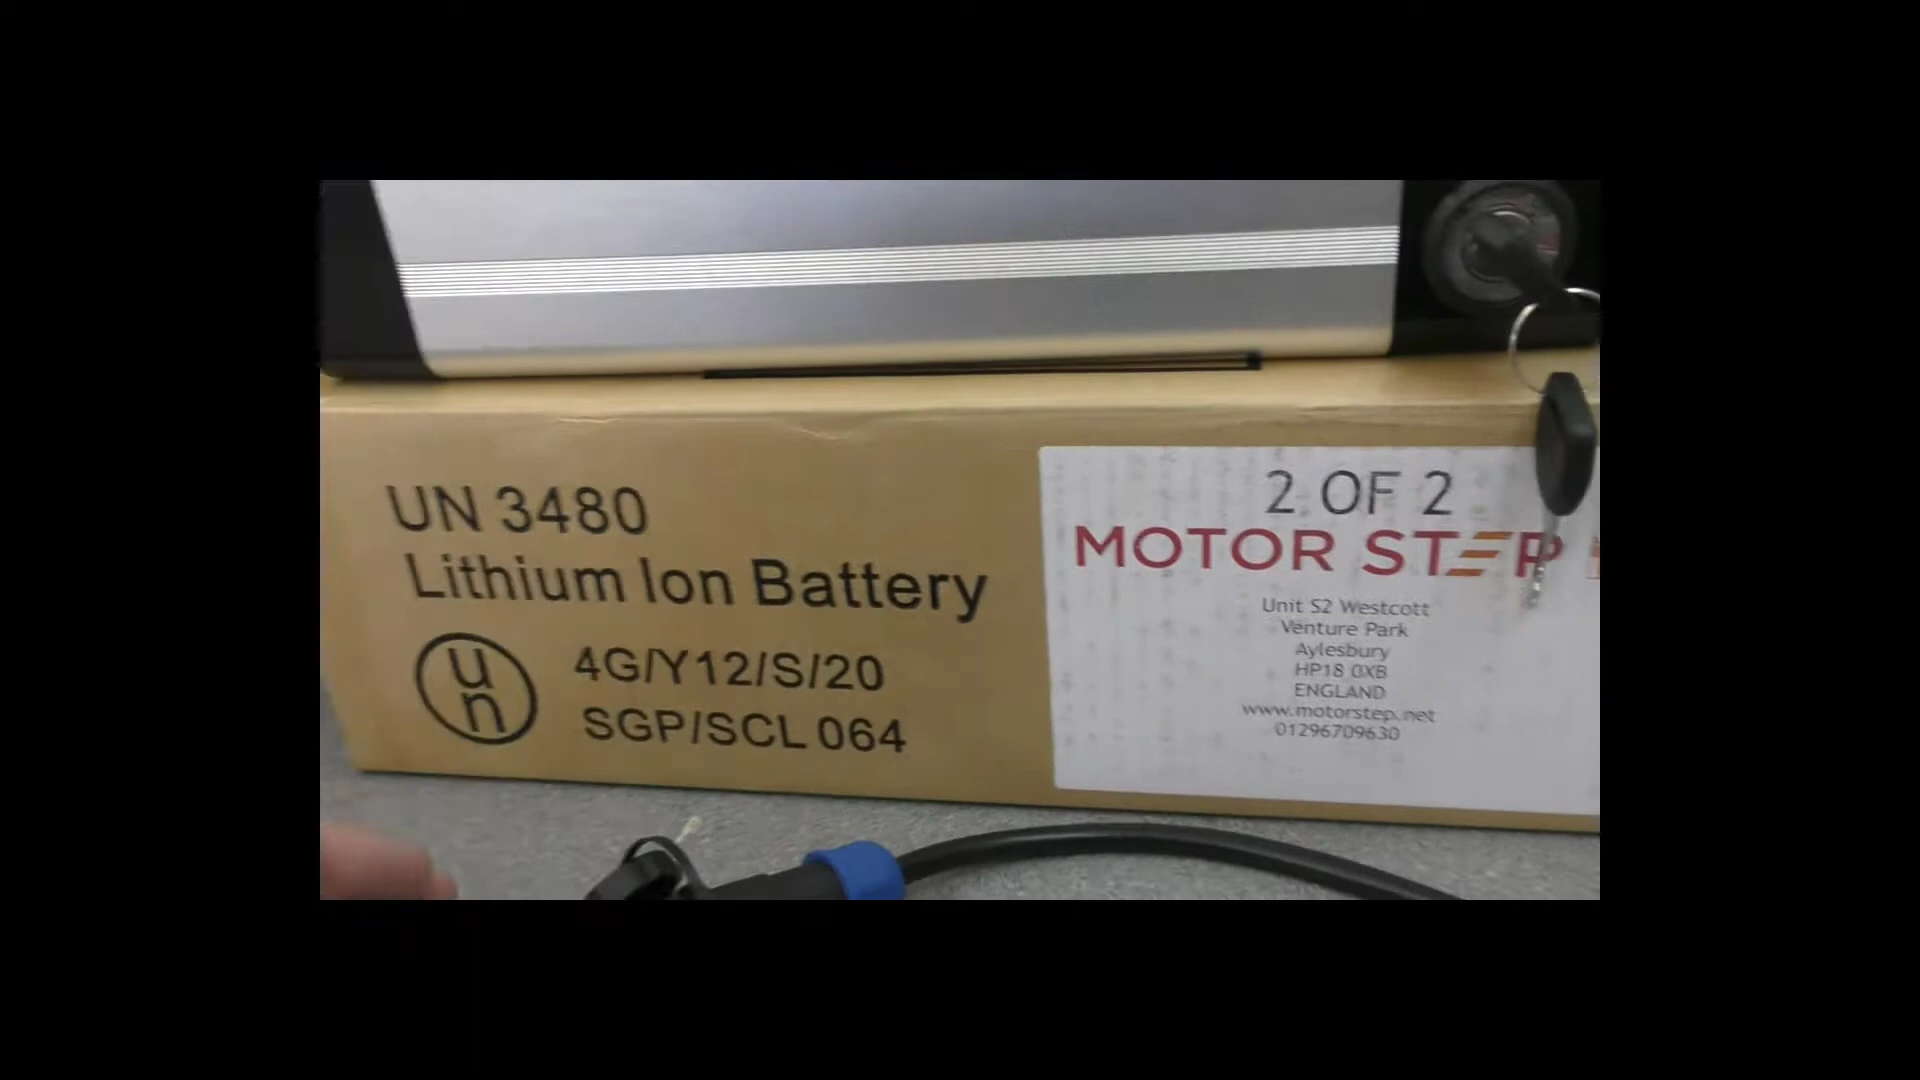 UN 3480
Lithium Ion Battery
un
4G/Y12/S/20
SGP/SCL 064
2 OF 2
MOTOR STEP
Unit S2 Westcott
Venture Park
Aylesbury
HP18 0XB
ENGLAND
www.motorstep.net
01296709630